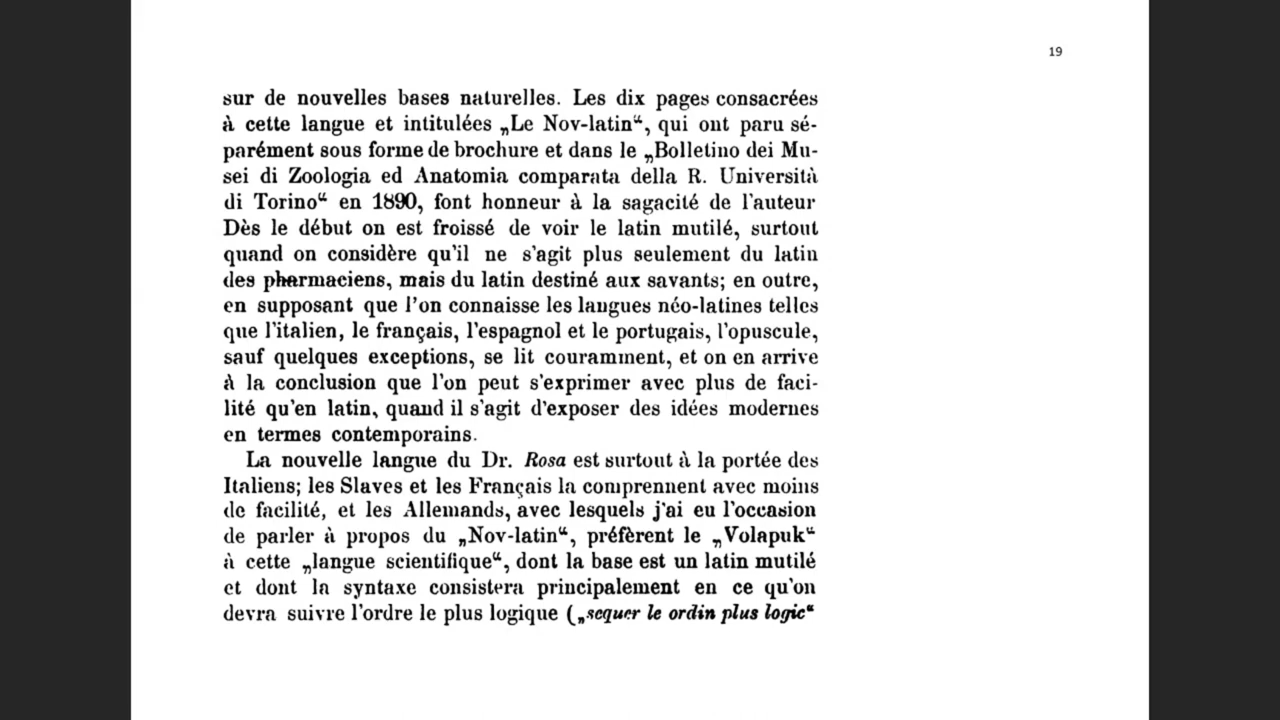 19
sur de nouvelles bases naturelles. Les dix pages consacrées
à cette langue et intitulées „Le Nov-latin“, qui ont paru sé-
parément sous forme de brochure et dans le „Bolletino dei Mu-
sei di Zoologia ed Anatomia comparata della R. Università
di Torino“ en 1890, font honneur à la sagacité de l'auteur
Dès le début on est froissé de voir le latin mutilé, surtout
quand on considère qu'il ne s'agit plus seulement du latin
des pharmaciens, mais du latin destiné aux savants; en outre,
en supposant que l'on connaisse les langues néo-latines telles
que l'italien, le français, l'espagnol et le portugais, l'opuscule,
sauf quelques exceptions, se lit couramment, et on en arrive
à la conclusion que l'on peut s'exprimer avec plus de faci-
lité qu'en latin, quand il s'agit d'exposer des idées modernes
en termes contemporains.
La nouvelle langue du Dr. Rosa est surtout à la portée des
Italiens; les Slaves et les Français la comprennent avec moins
de facilité, et les Allemands, avec lesquels j'ai eu l'occasion
de parler à propos du „Nov-latin“, préfèrent le „Volapuk“
à cette „langue scientifique“, dont la base est un latin mutilé
et dont la syntaxe consistera principalement en ce qu'on
devra suivre l'ordre le plus logique („sequer le ordin plus logic“